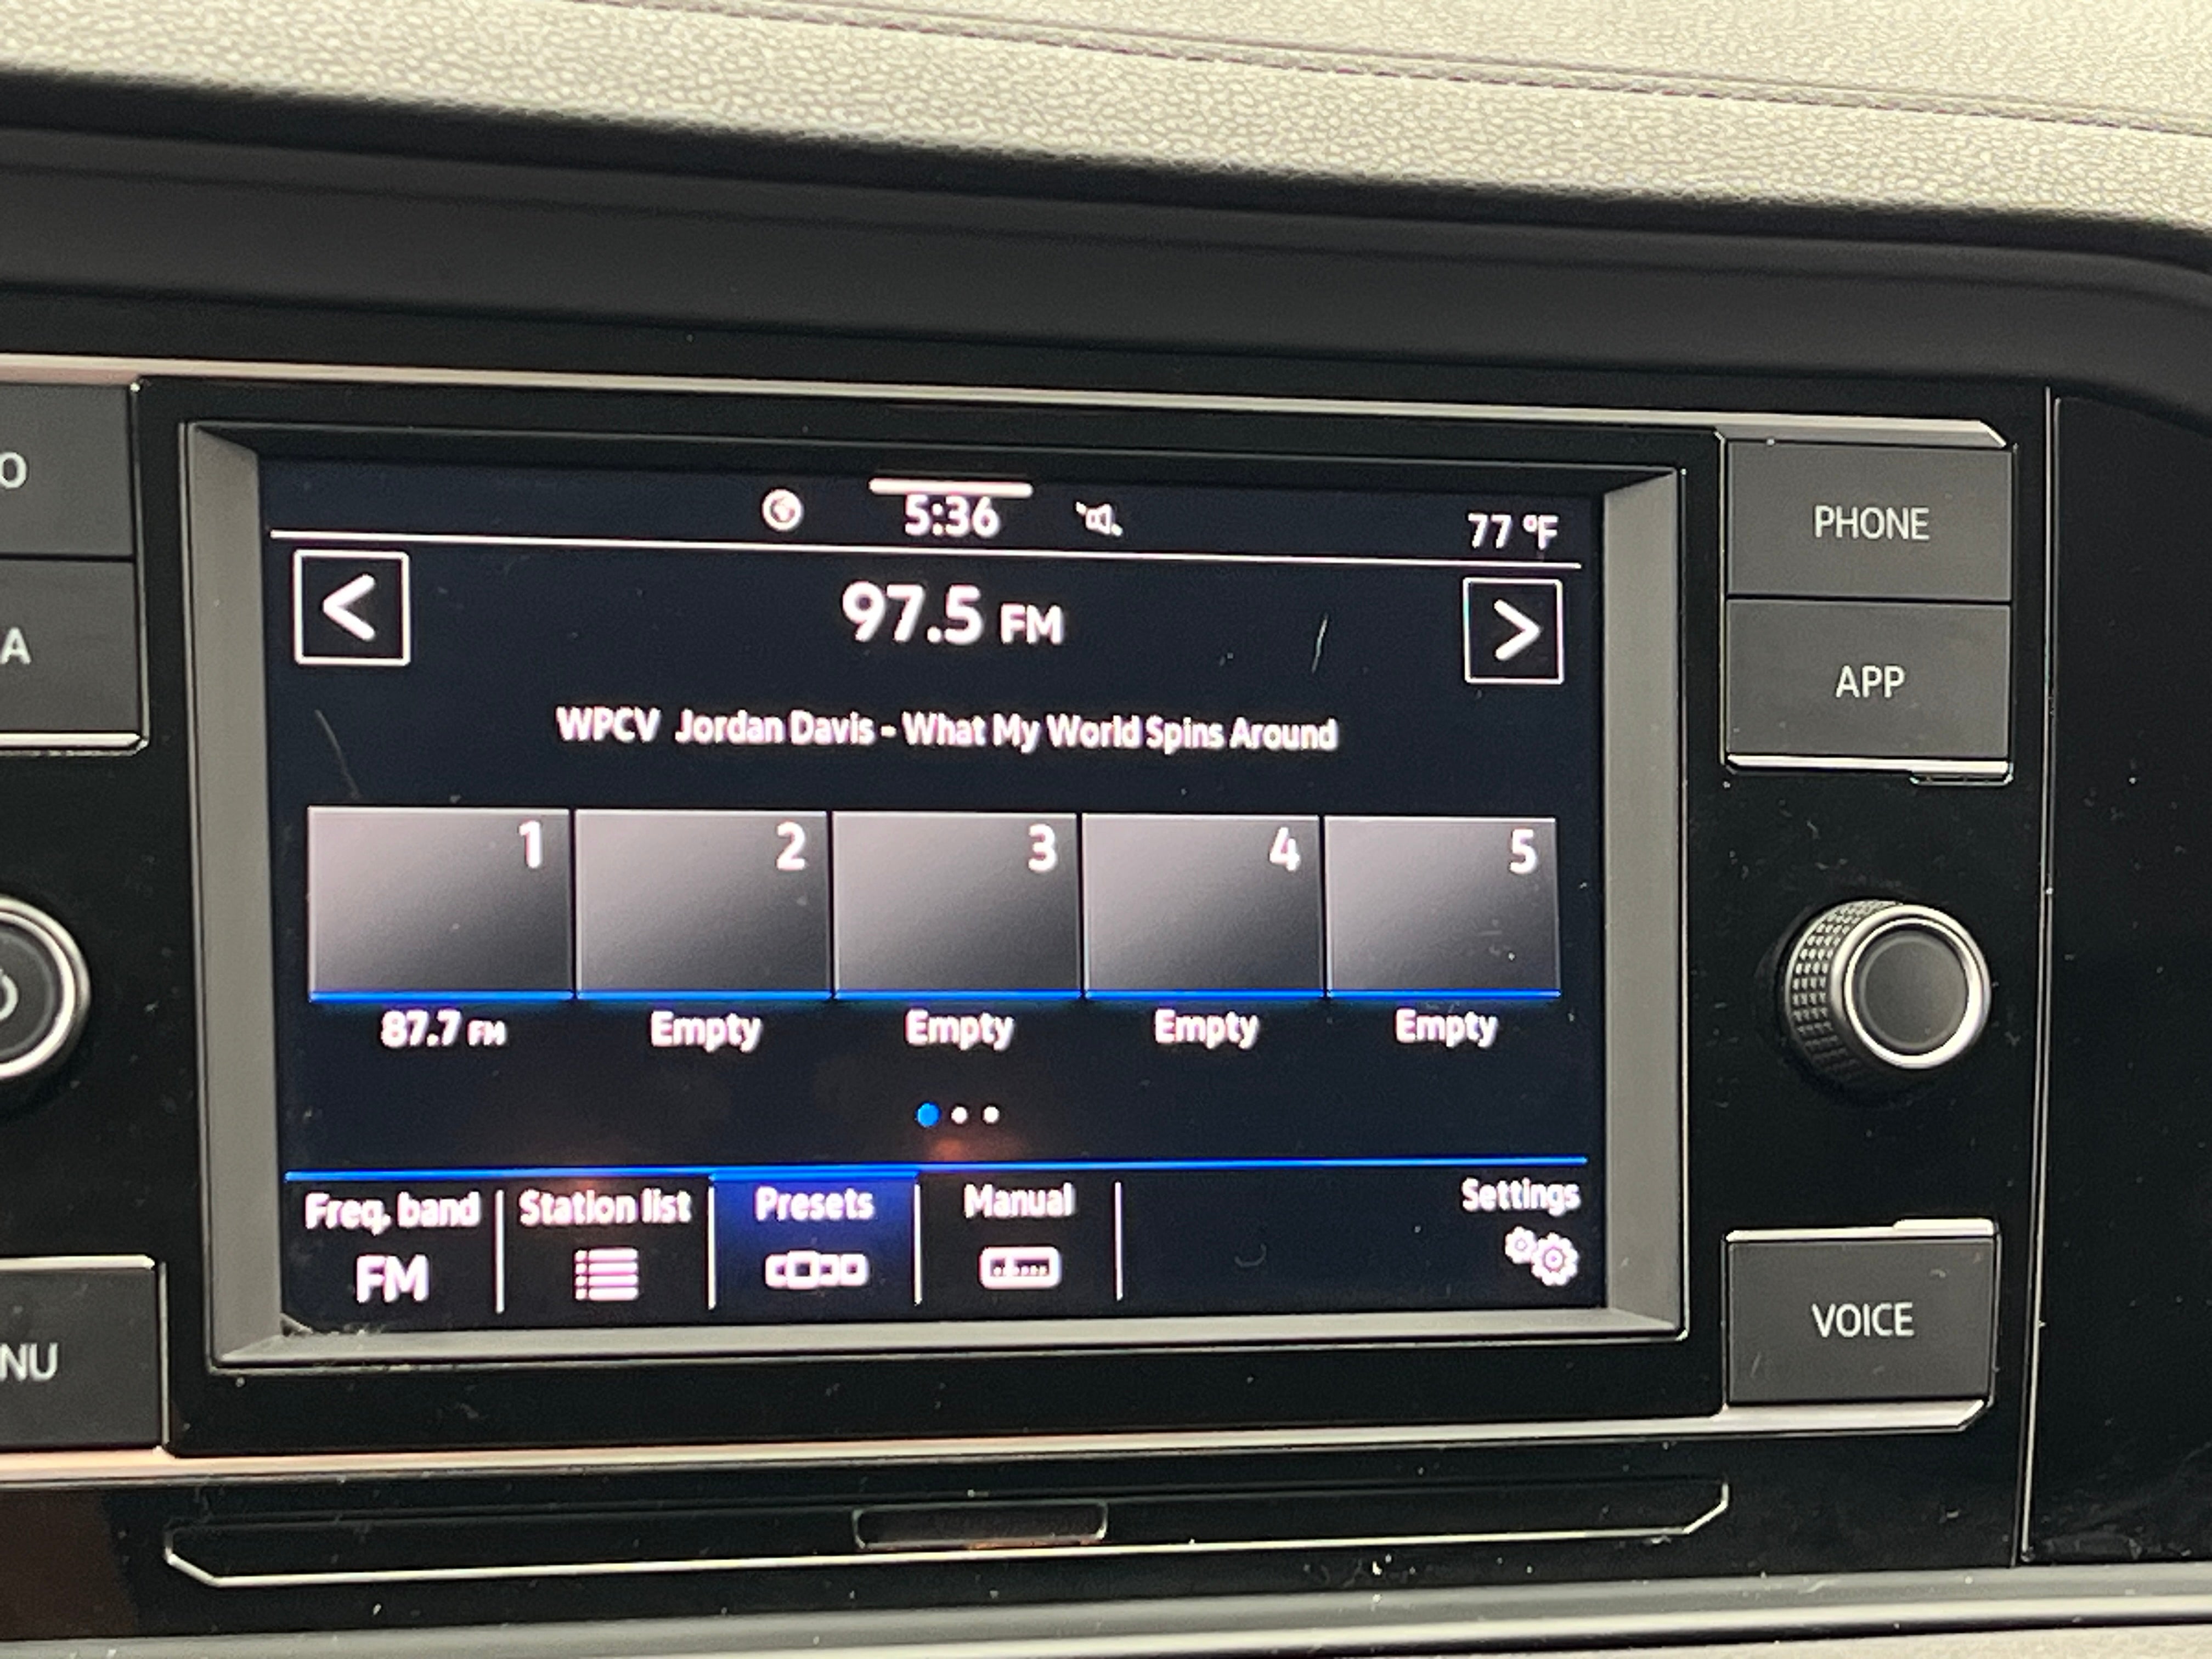 5:36
77 °F
97.5 FM
WPCV Jordan Davis - What My World Spins Around
1 2 3 4 5
87.7 FM Empty Empty Empty Empty
Freq. band Station list Presets Manual Settings
FM
PHONE
APP
VOICE
O
A
NU